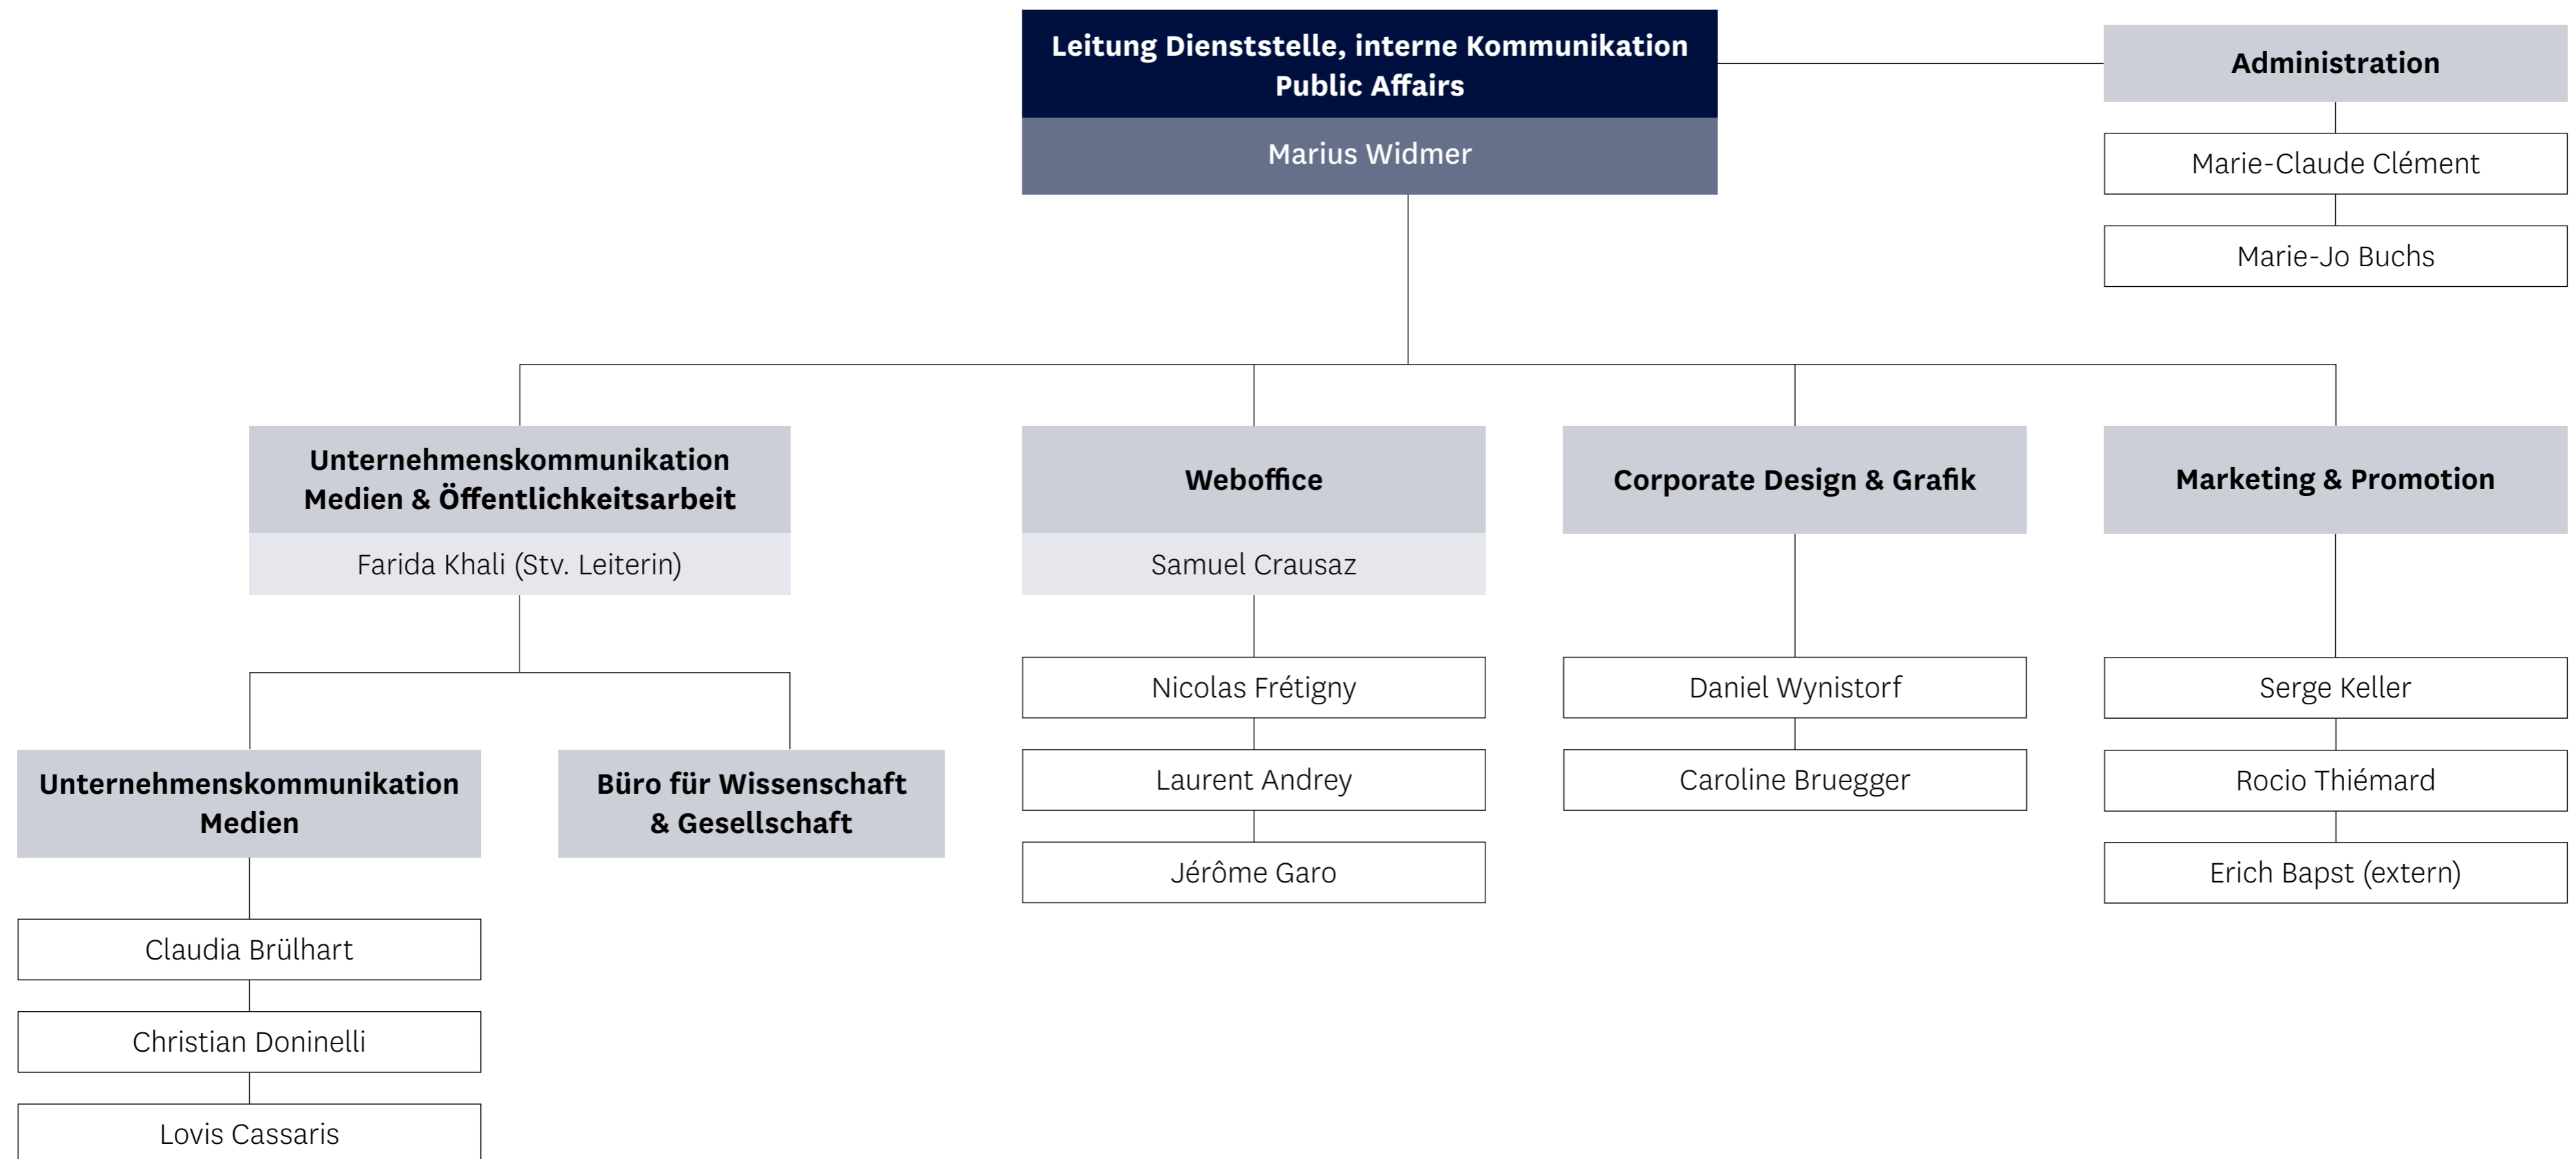 Leitung Dienststelle, interne Kommunikation
Public Affairs
Marius Widmer
Administration
Marie-Claude Clément
Marie-Jo Buchs
Unternehmenskommunikation
Medien & Öffentlichkeitsarbeit
Farida Khali (Stv. Leiterin)
Unternehmenskommunikation
Medien
Claudia Brülhart
Christian Doninelli
Lovis Cassaris
Büro für Wissenschaft
& Gesellschaft
Weboffice
Samuel Crausaz
Nicolas Frétigny
Laurent Andrey
Jérôme Garo
Corporate Design & Grafik
Daniel Wynistorf
Caroline Bruegger
Marketing & Promotion
Serge Keller
Rocio Thiémard
Erich Bapst (extern)